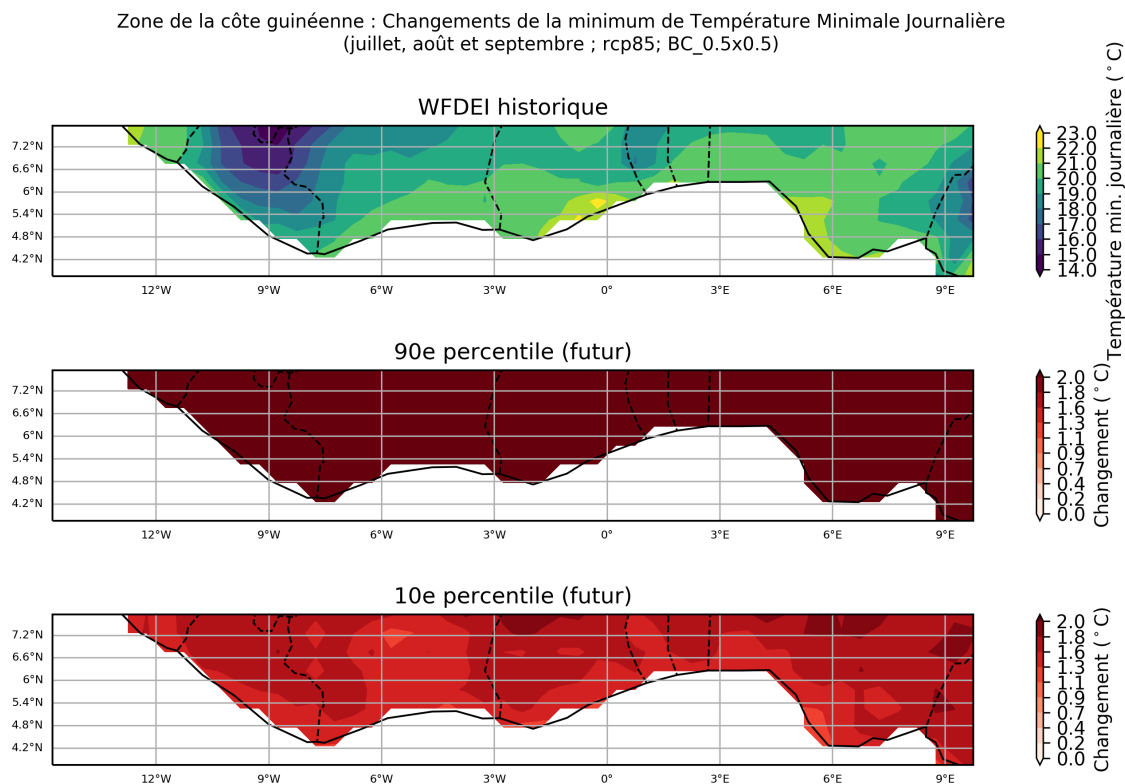 Zone de la côte guinéenne : Changements de la minimum de Température Minimale Journalière
(juillet, août et septembre ; rcp85; BC_0.5x0.5)
WFDEI historique
7.2°N
6.6°N
6°N
5.4°N
4.8°N
4.2°N
12°W 9°W 6°W 3°W 0° 3°E 6°E 9°E
23.0
22.0
21.0
20.0
19.0
18.0
17.0
16.0
15.0
14.0
Température min. journalière (°C)
90e percentile (futur)
7.2°N
6.6°N
6°N
5.4°N
4.8°N
4.2°N
12°W 9°W 6°W 3°W 0° 3°E 6°E 9°E
2.0
1.8
1.6
1.3
1.1
0.9
0.7
0.4
0.2
0.0
Changement (°C)
10e percentile (futur)
7.2°N
6.6°N
6°N
5.4°N
4.8°N
4.2°N
12°W 9°W 6°W 3°W 0° 3°E 6°E 9°E
2.0
1.8
1.6
1.3
1.1
0.9
0.7
0.4
0.2
0.0
Changement (°C)